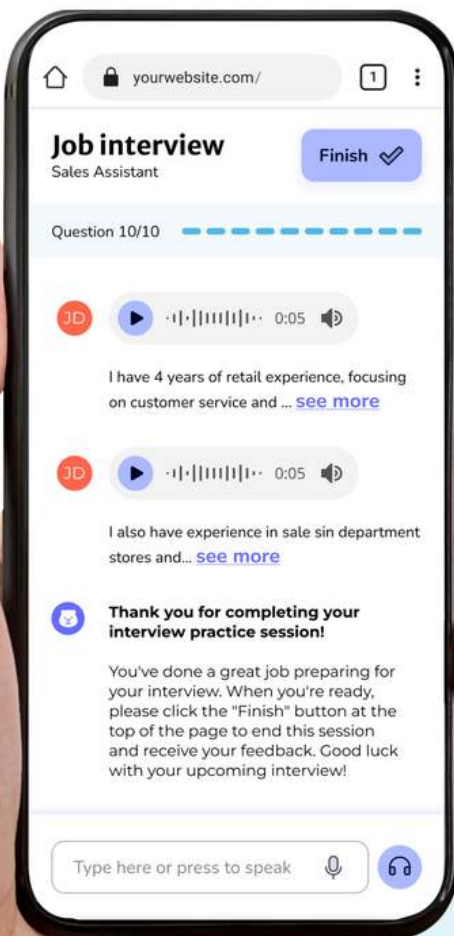 yourwebsite.com/
1
Job interview
Sales Assistant
Finish
Question 10/10
JD
0:05
I have 4 years of retail experience, focusing
on customer service and ... see more
JD
0:05
I also have experience in sale sin department
stores and... see more
Thank you for completing your
interview practice session!
You've done a great job preparing for
your interview. When you're ready,
please click the "Finish" button at the
top of the page to end this session
and receive your feedback. Good luck
with your upcoming interview!
Type here or press to speak